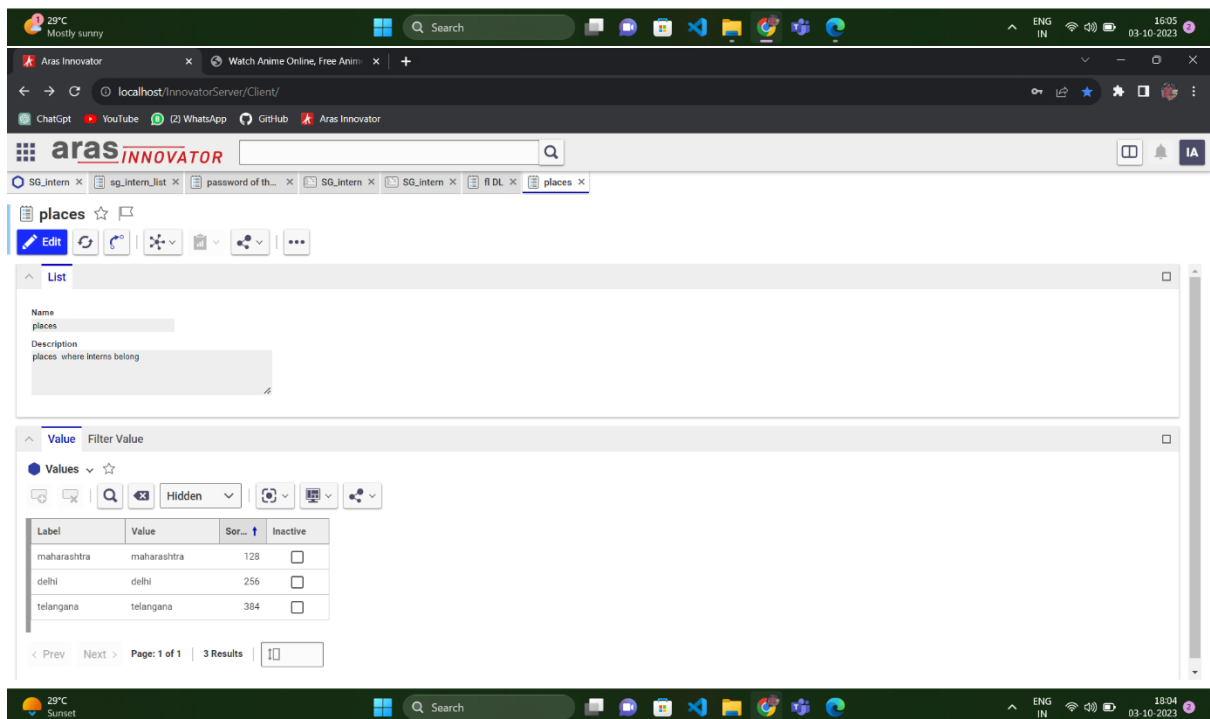 1 29°C
Mostly sunny
Search
ENG
IN
16:05
03-10-2023
2
Aras Innovator
Watch Anime Online, Free Anim
localhost/InnovatorServer/Client/
ChatGpt YouTube (2) WhatsApp GitHub Aras Innovator
aras INNOVATOR
IA
SG_intern sg_intern_list password of th... SG_intern SG_intern fl DL places
places
Edit
List
Name
places
Description
places where interns belong
Value Filter Value
Values
Hidden
Label Value Sor... Inactive
maharashtra maharashtra 128
delhi delhi 256
telangana telangana 384
< Prev Next > Page: 1 of 1 3 Results
29°C
Sunset
Search
ENG
IN
18:04
03-10-2023
2